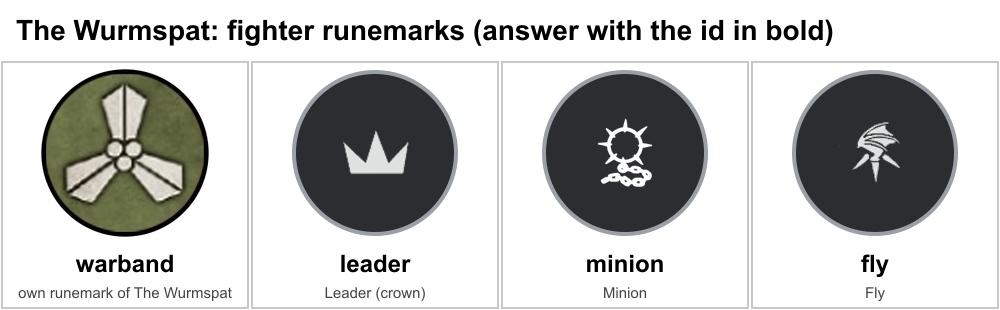 The Wurmspat: fighter runemarks (answer with the id in bold)
warband
own runemark of The Wurmspat
leader
Leader (crown)
minion
Minion
fly
Fly